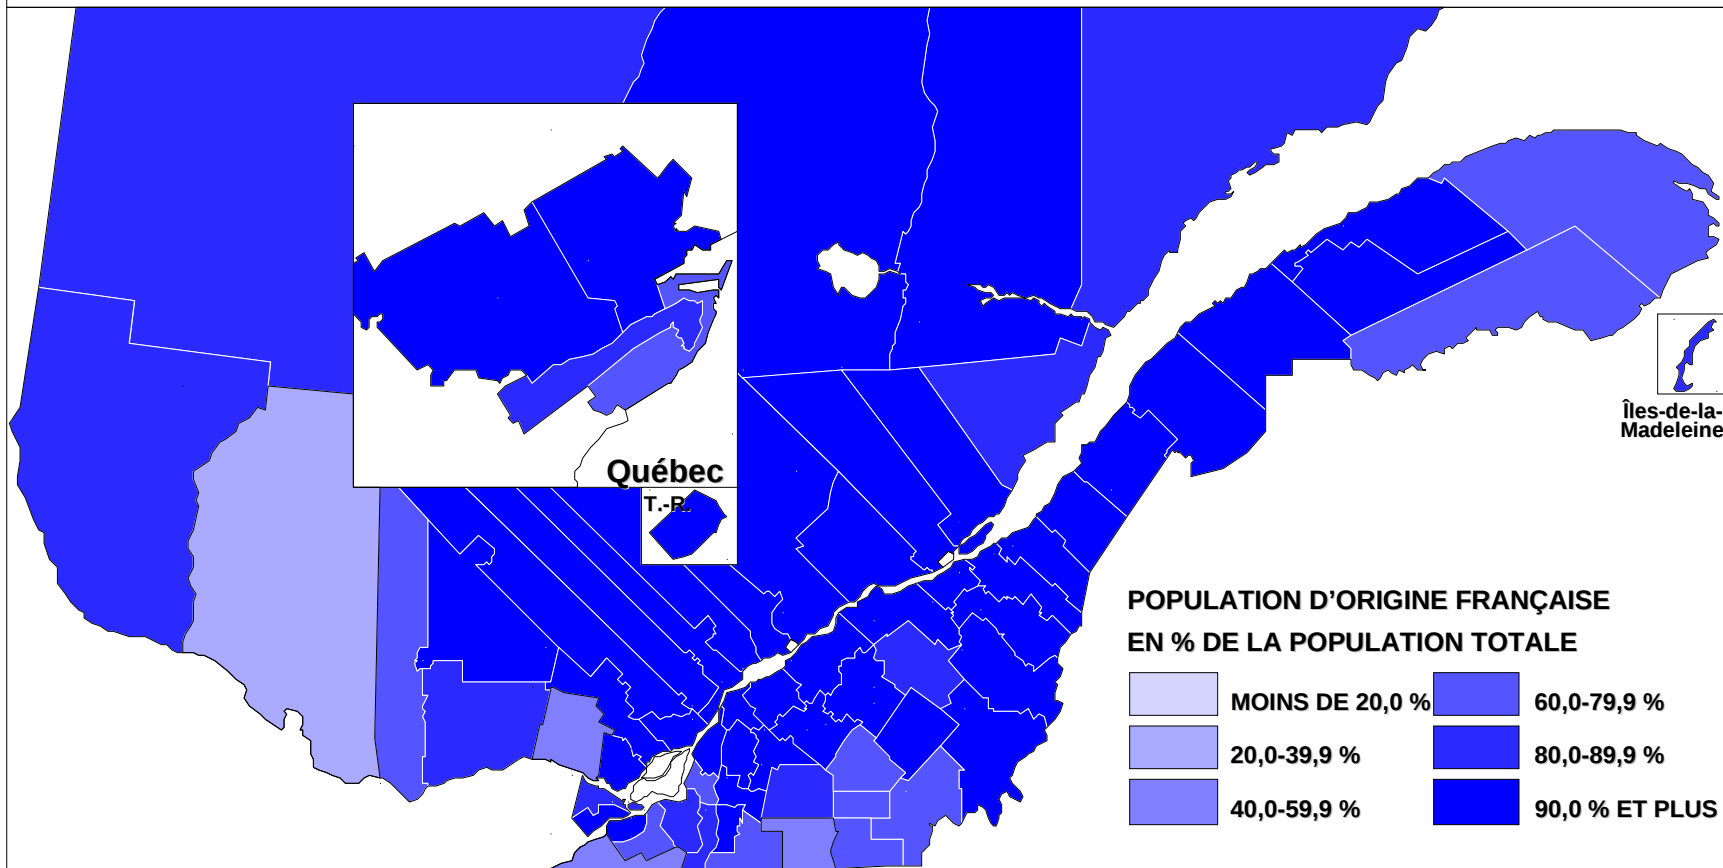 Québec
T.-R.
Îles-de-la-
Madeleine
POPULATION D’ORIGINE FRANÇAISE
EN % DE LA POPULATION TOTALE
MOINS DE 20,0 %
20,0-39,9 %
40,0-59,9 %
60,0-79,9 %
80,0-89,9 %
90,0 % ET PLUS